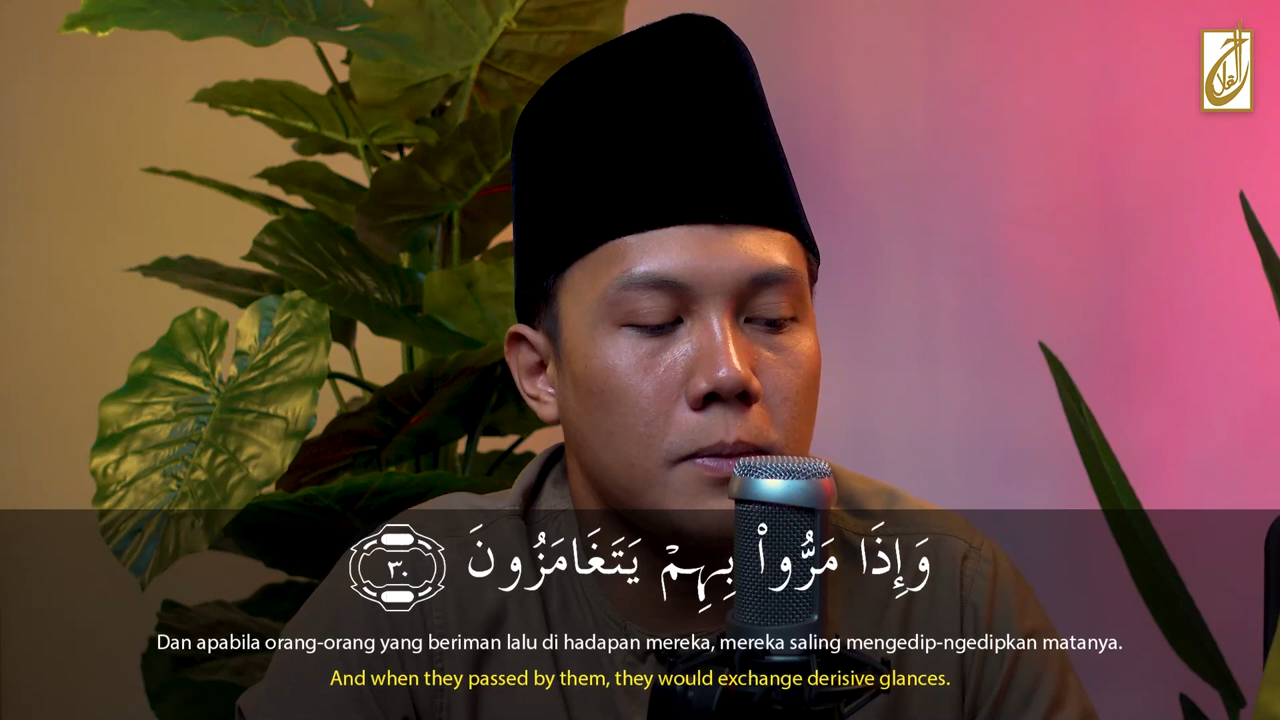 وَإِذَا مَرُّوا۟ بِهِمْ يَتَغَامَزُونَ ٣٠
Dan apabila orang-orang yang beriman lalu di hadapan mereka, mereka saling mengedip-ngedipkan matanya.
And when they passed by them, they would exchange derisive glances.